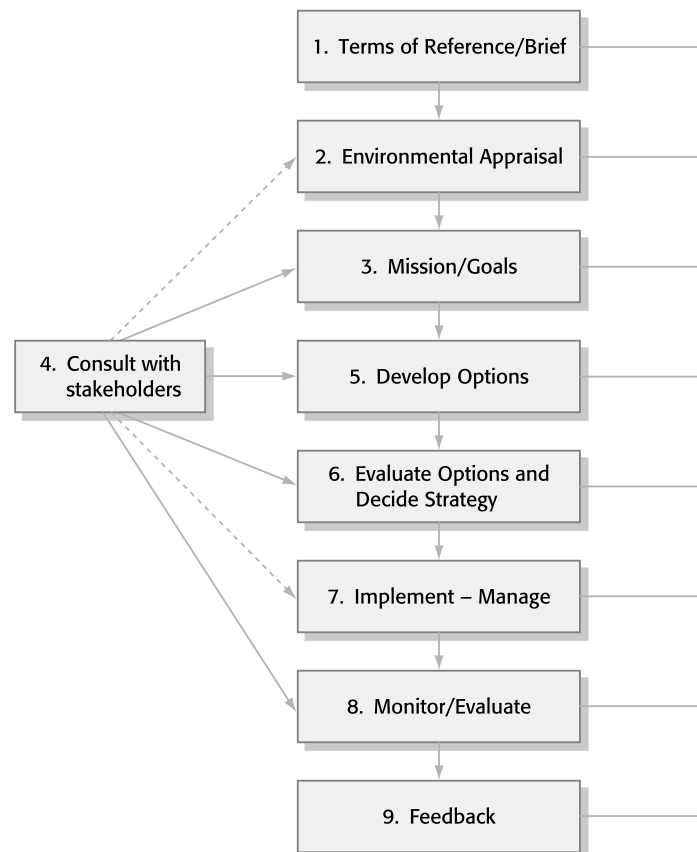 1. Terms of Reference/Brief
2. Environmental Appraisal
3. Mission/Goals
4. Consult with
stakeholders
5. Develop Options
6. Evaluate Options and
Decide Strategy
7. Implement – Manage
8. Monitor/Evaluate
9. Feedback